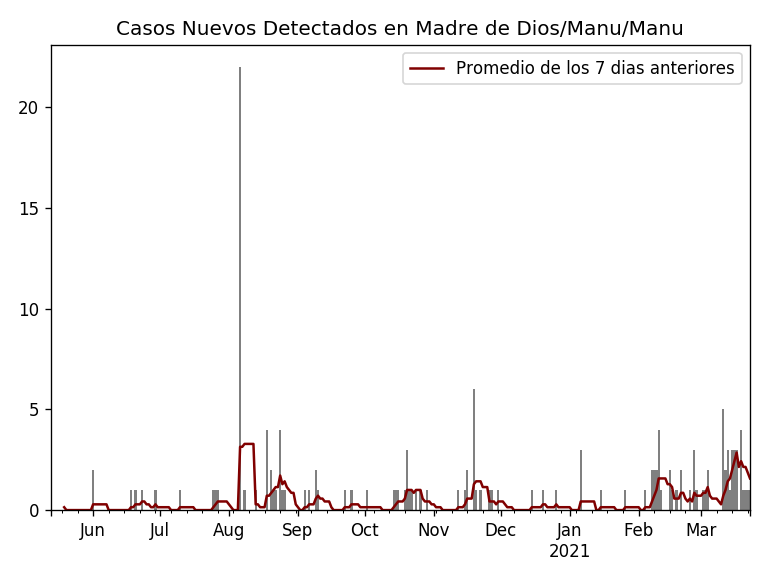 Casos Nuevos Detectados en Madre de Dios/Manu/Manu
Promedio de los 7 dias anteriores
20
15
10
5
0
Jun Jul Aug Sep Oct Nov Dec Jan Feb Mar
2021